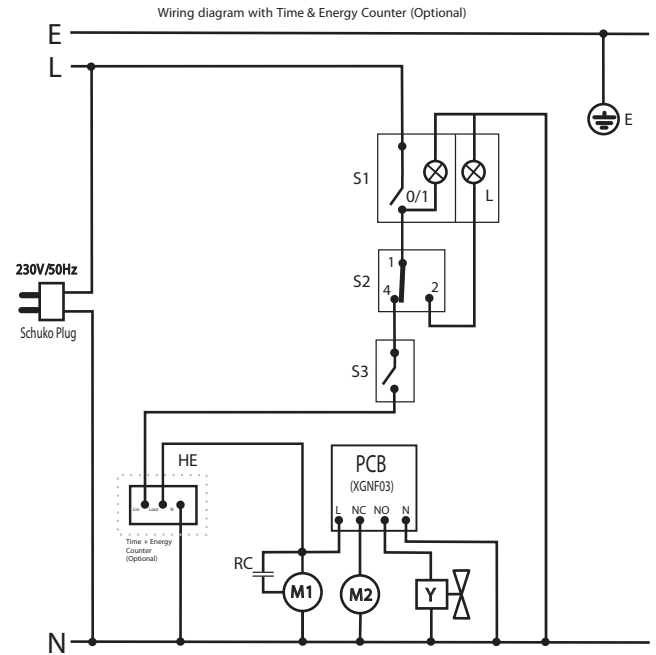 Wiring diagram with Time & Energy Counter (Optional)
E
L
E
S1
0/1
L
S2
1
4
2
230V/50Hz
Schuko Plug
S3
HE
PCB
(XGNF03)
L NC NO N
Lin Lout N
Time + Energy
Counter
(Optional)
RC
M1
M2
Y
N